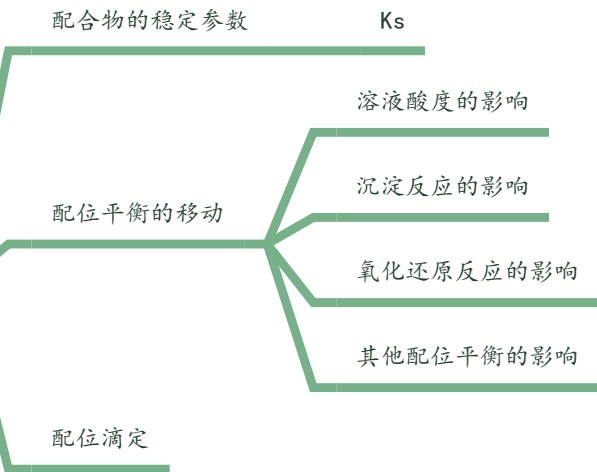 配合物的稳定参数 Ks
溶液酸度的影响
沉淀反应的影响
配位平衡的移动
氧化还原反应的影响
其他配位平衡的影响
配位滴定